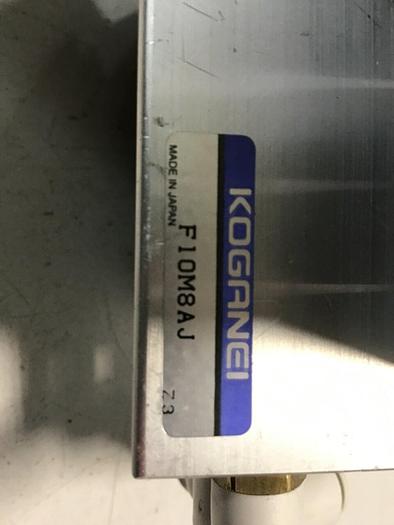 KOGANEI
F10M8AJ
MADE IN JAPAN
Z3